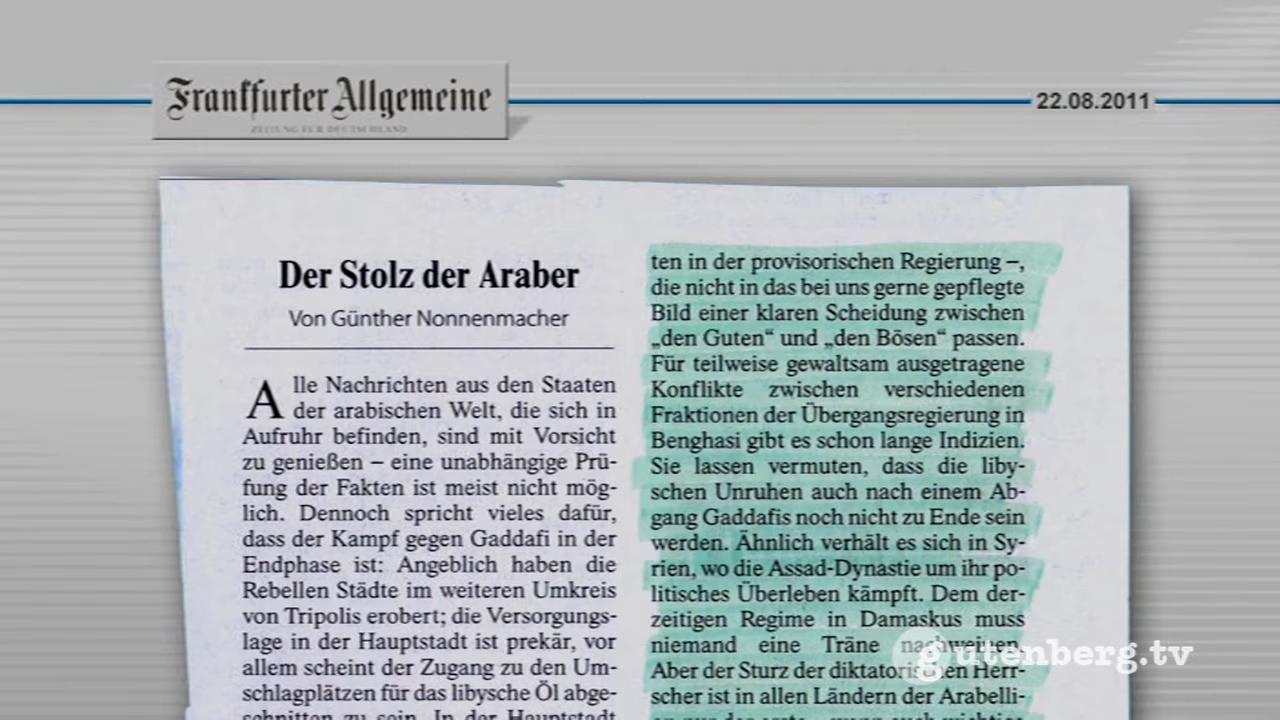 Frankfurter Allgemeine
ZEITUNG FÜR DEUTSCHLAND
22.08.2011
Der Stolz der Araber
Von Günther Nonnenmacher
Alle Nachrichten aus den Staaten
der arabischen Welt, die sich in
Aufruhr befinden, sind mit Vorsicht
zu genießen – eine unabhängige Prü-
fung der Fakten ist meist nicht mög-
lich. Dennoch spricht vieles dafür,
dass der Kampf gegen Gaddafi in der
Endphase ist: Angeblich haben die
Rebellen Städte im weiteren Umkreis
von Tripolis erobert; die Versorgungs-
lage in der Hauptstadt ist prekär, vor
allem scheint der Zugang zu den Um-
schlagplätzen für das libysche Öl abge-
schnitten zu sein. In der Hauptstadt
ten in der provisorischen Regierung –,
die nicht in das bei uns gerne gepflegte
Bild einer klaren Scheidung zwischen
„den Guten“ und „den Bösen“ passen.
Für teilweise gewaltsam ausgetragene
Konflikte zwischen verschiedenen
Fraktionen der Übergangsregierung in
Benghasi gibt es schon lange Indizien.
Sie lassen vermuten, dass die liby-
schen Unruhen auch nach einem Ab-
gang Gaddafis noch nicht zu Ende sein
werden. Ähnlich verhält es sich in Sy-
rien, wo die Assad-Dynastie um ihr po-
litisches Überleben kämpft. Dem der-
zeitigen Regime in Damaskus muss
niemand eine Träne nachweinen.
Aber der Sturz der diktatorischen Herr-
scher ist in allen Ländern der Arabelli-
gutenberg.tv